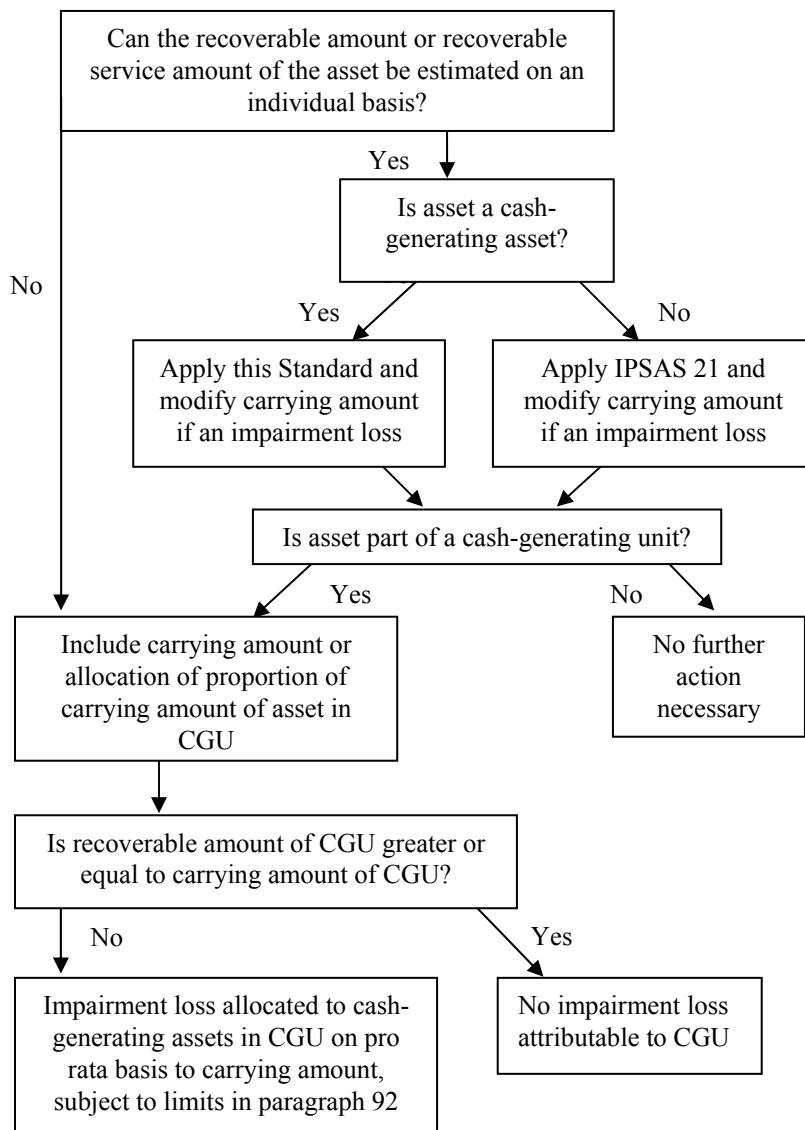 Can the recoverable amount or recoverable
service amount of the asset be estimated on an
individual basis?
Yes
Is asset a cash-
generating asset?
No
Yes
No
Apply this Standard and
modify carrying amount
if an impairment loss
Apply IPSAS 21 and
modify carrying amount
if an impairment loss
Is asset part of a cash-generating unit?
Yes
No
Include carrying amount or
allocation of proportion of
carrying amount of asset in
CGU
No further
action
necessary
Is recoverable amount of CGU greater or
equal to carrying amount of CGU?
No
Yes
Impairment loss allocated to cash-
generating assets in CGU on pro
rata basis to carrying amount,
subject to limits in paragraph 92
No impairment loss
attributable to CGU